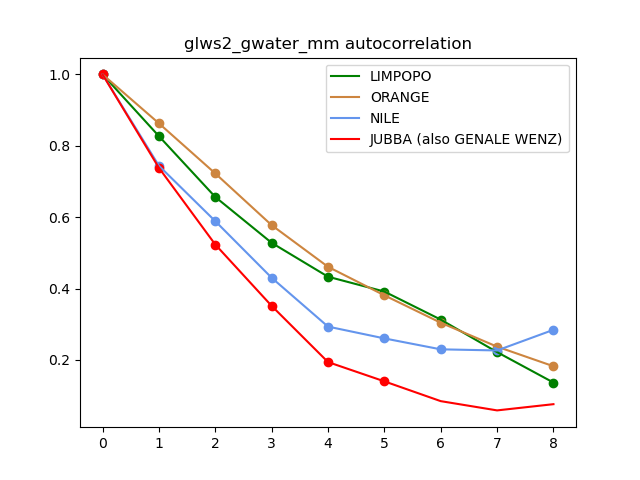 glws2_gwater_mm autocorrelation
LIMPOPO
ORANGE
NILE
JUBBA (also GENALE WENZ)
1.0
0.8
0.6
0.4
0.2
0 1 2 3 4 5 6 7 8